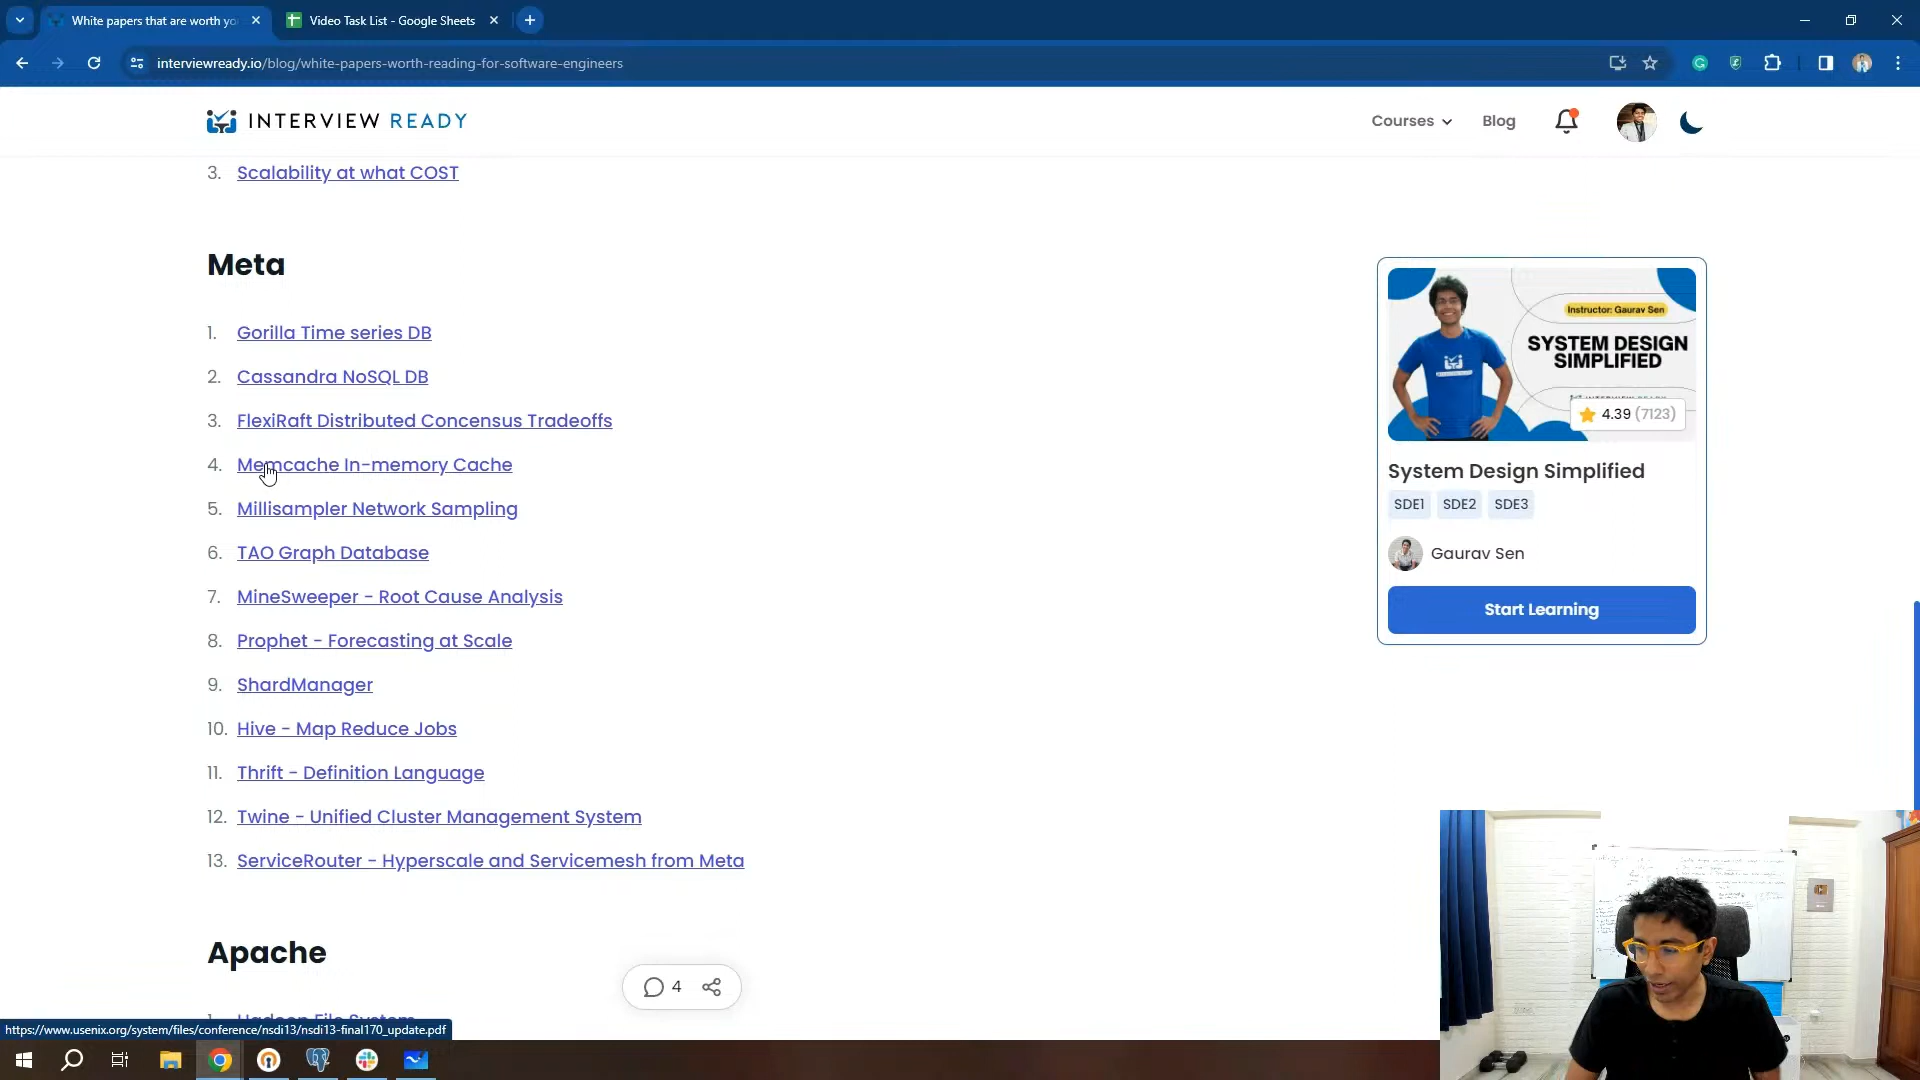 White papers that are worth yo
Video Task List - Google Sheets
interviewready.io/blog/white-papers-worth-reading-for-software-engineers
INTERVIEW READY
Courses
Blog
3. Scalability at what COST
Meta
1. Gorilla Time series DB
2. Cassandra NoSQL DB
3. FlexiRaft Distributed Concensus Tradeoffs
4. Memcache In-memory Cache
5. Millisampler Network Sampling
6. TAO Graph Database
7. MineSweeper - Root Cause Analysis
8. Prophet - Forecasting at Scale
9. ShardManager
10. Hive - Map Reduce Jobs
11. Thrift - Definition Language
12. Twine - Unified Cluster Management System
13. ServiceRouter - Hyperscale and Servicemesh from Meta
Apache
1. Hadoop File System
4
Instructor: Gaurav Sen
SYSTEM DESIGN
SIMPLIFIED
4.39 (7123)
System Design Simplified
SDE1 SDE2 SDE3
Gaurav Sen
Start Learning
https://www.usenix.org/system/files/conference/nsdi13/nsdi13-final170_update.pdf